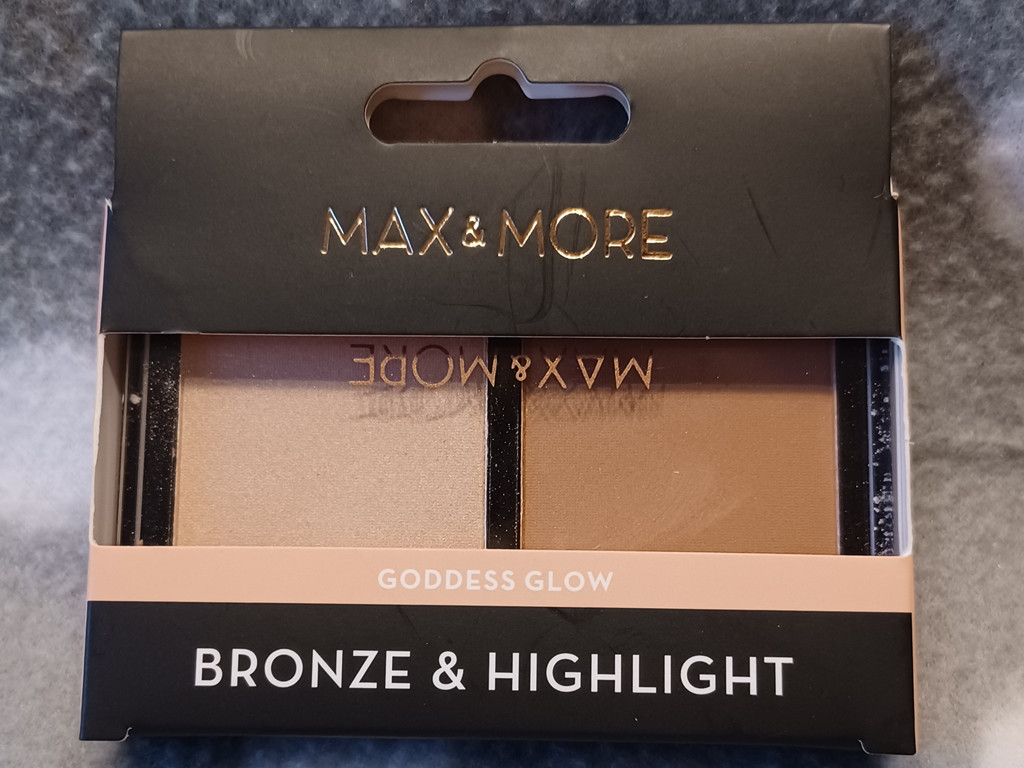 MAX & MORE
MAX & MORE
GODDESS GLOW
BRONZE & HIGHLIGHT